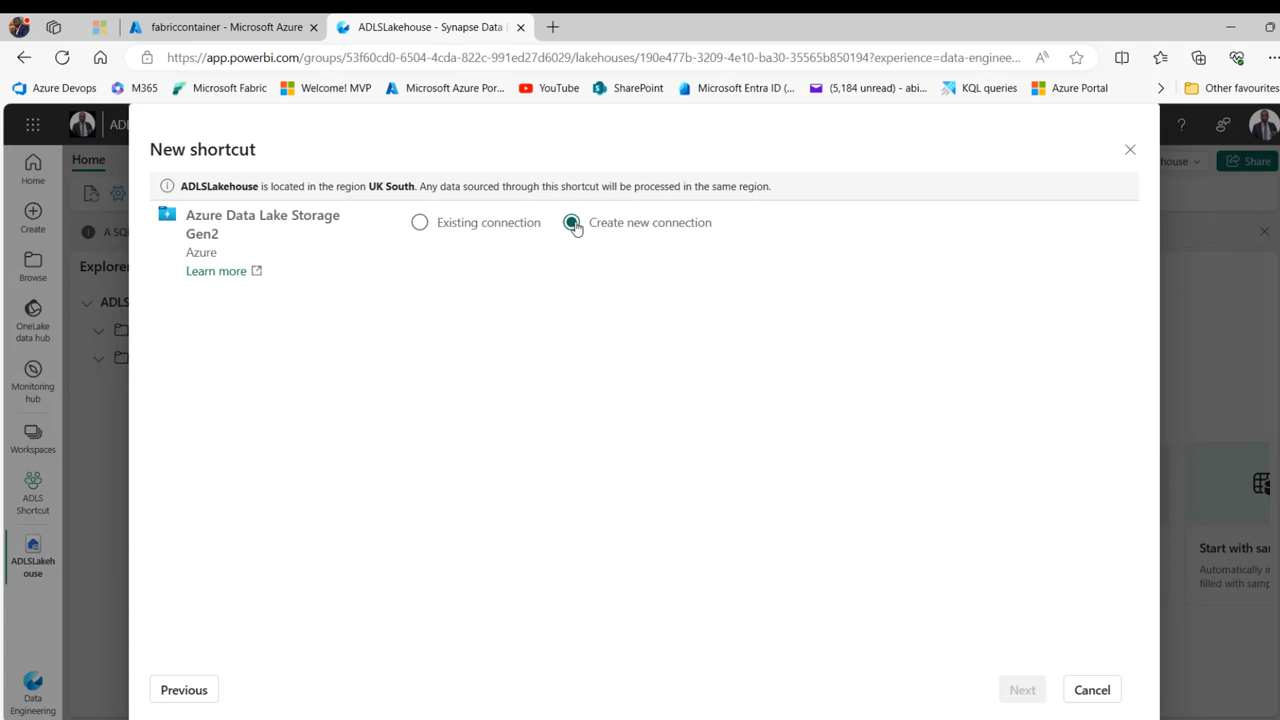 fabriccontainer - Microsoft Azure
ADLSLakehouse - Synapse Data E
https://app.powerbi.com/groups/53f60cd0-6504-4cda-822c-991ed27d6029/lakehouses/190e477b-3209-4e10-ba30-35565b850194?experience=data-enginee...
Azure Devops
M365
Microsoft Fabric
Welcome! MVP
Microsoft Azure Por...
YouTube
SharePoint
Microsoft Entra ID (...
(5,184 unread) - abi...
KQL queries
Azure Portal
Other favourites
ADL
?
Home
house
Share
New shortcut
ADLSLakehouse is located in the region UK South. Any data sourced through this shortcut will be processed in the same region.
Azure Data Lake Storage
Gen2
Azure
Learn more
Existing connection
Create new connection
Home
Create
Browse
OneLake
data hub
Monitoring
hub
Workspaces
ADLS
Shortcut
ADLSLakeh
ouse
Data
Engineering
A SQ
Explorer
ADLS
Start with sa
Automatically i
filled with samp
Previous
Next
Cancel